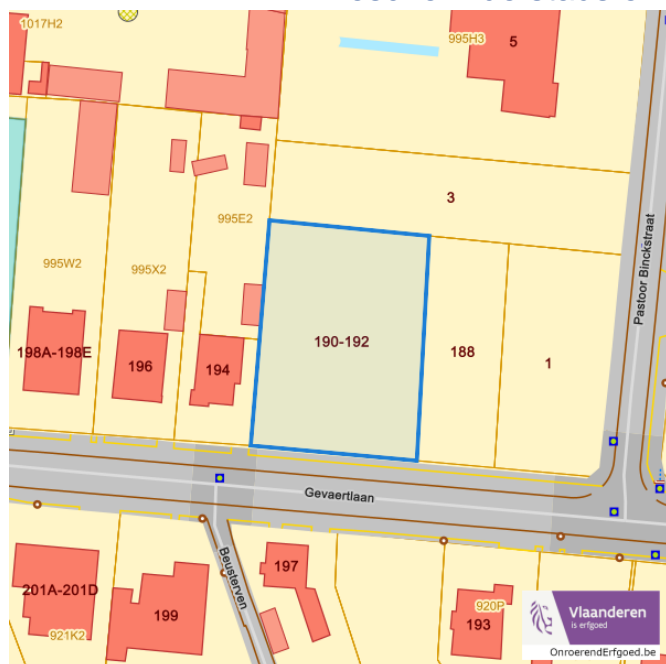 1017H2
995H3
5
3
995E2
995W2
995X2
190-192
198A-198E
196
194
188
1
Pastoor Binckstraat
Gevaertlaan
Beusterven
201A-201D
921K2
199
197
193
920P
Vlaanderen
is erfgoed
OnroerendErfgoed.be